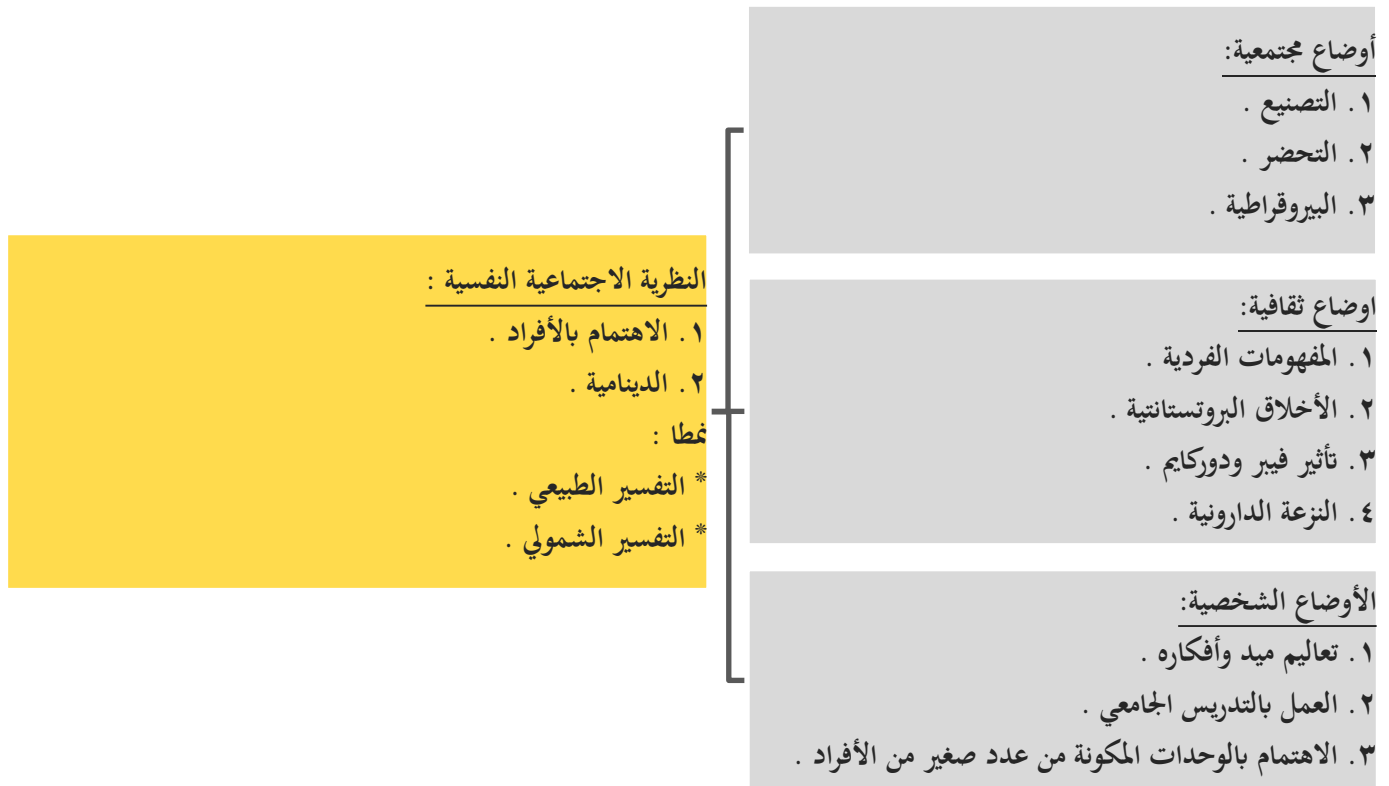 أوضاع مجتمعية:
١. التصنيع .
٢. التحضر .
٣. البيروقراطية .
اوضاع ثقافية:
١. المفهومات الفردية .
٢. الأخلاق البروتستانتية .
٣. تأثير فيبر ودوركايم .
٤. النزعة الدارونية .
الأوضاع الشخصية:
١. تعاليم ميد وأفكاره .
٢. العمل بالتدريس الجامعي .
٣. الاهتمام بالوحدات المكونة من عدد صغير من الأفراد .
النظرية الاجتماعية النفسية :
١. الاهتمام بالأفراد .
٢. الدينامية .
نمطا :
* التفسير الطبيعي .
* التفسير الشمولي .